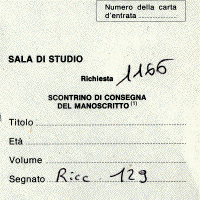 Numero della carta
d'entrata
SALA DI STUDIO
Richiesta 1166
SCONTRINO DI CONSEGNA
DEL MANOSCRITTO (1)
Titolo
Età
Volume
Segnato Ricc. 129